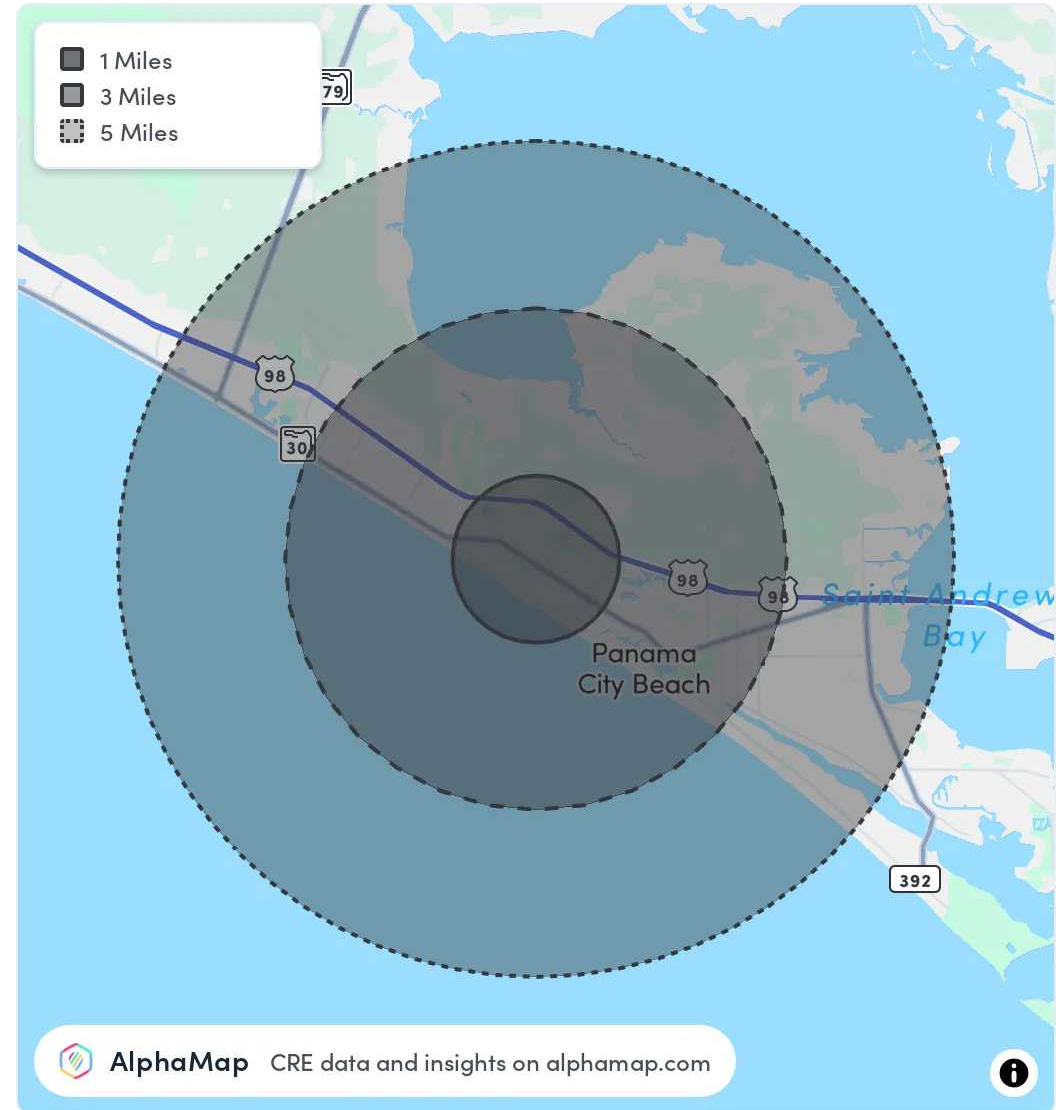 1 Miles
3 Miles
5 Miles
79
98
30
98
98
Saint Andrew
Bay
Panama
City Beach
392
AlphaMap CRE data and insights on alphamap.com